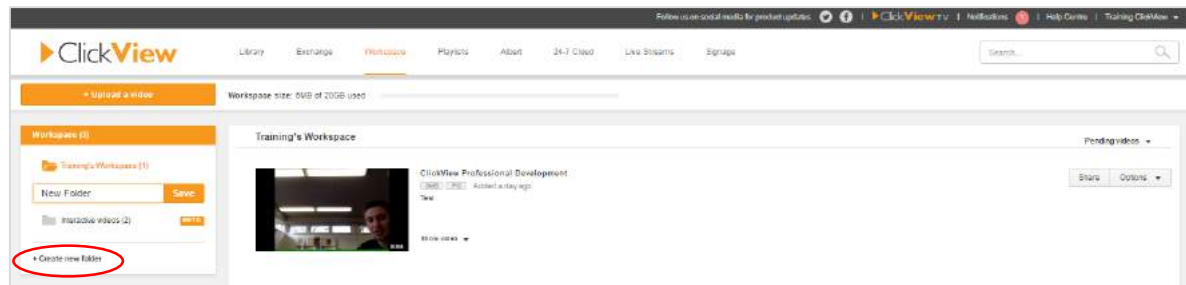 Follow us on social media for product updates | ClickView TV | Notifications | Help Centre | Training ClickView
ClickView
Library Exchange Workspace Playlists Albert 24-7 Cloud Live Streams Signage Search...
+ Upload a video Workspace size: 6MB of 20GB used
Workspace (3) Training's Workspace Pending videos
Training's Workspace (1)
ClickView Professional Development
Share Options
Added a day ago
New Folder Save
Test
Interactive videos (2) BETA
Show video
+ Create new folder